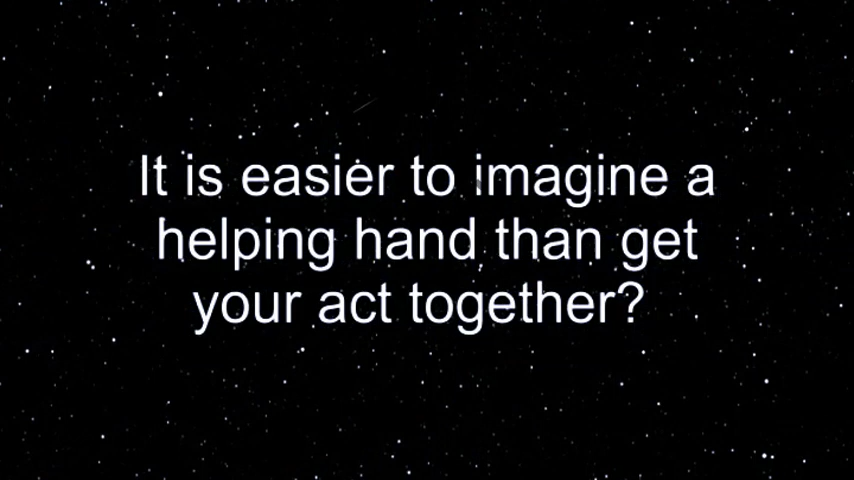 It is easier to imagine a
helping hand than get
your act together?